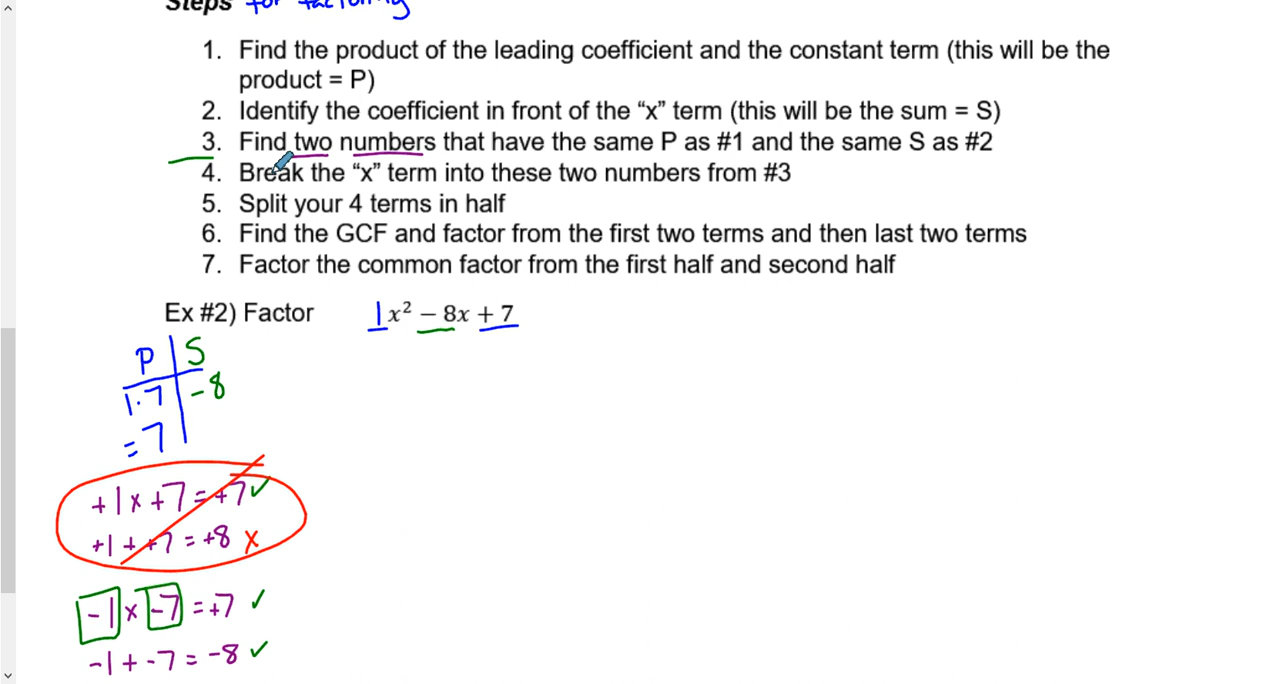 Steps for factoring
1. Find the product of the leading coefficient and the constant term (this will be the
product = P)
2. Identify the coefficient in front of the “x” term (this will be the sum = S)
3. Find two numbers that have the same P as #1 and the same S as #2
4. Break the “x” term into these two numbers from #3
5. Split your 4 terms in half
6. Find the GCF and factor from the first two terms and then last two terms
7. Factor the common factor from the first half and second half
Ex #2) Factor 1x² − 8x + 7
P | S
1·7 | -8
= 7
+1 x +7 = +7 ✓
+1 + +7 = +8 X
-1 x -7 = +7 ✓
-1 + -7 = -8 ✓